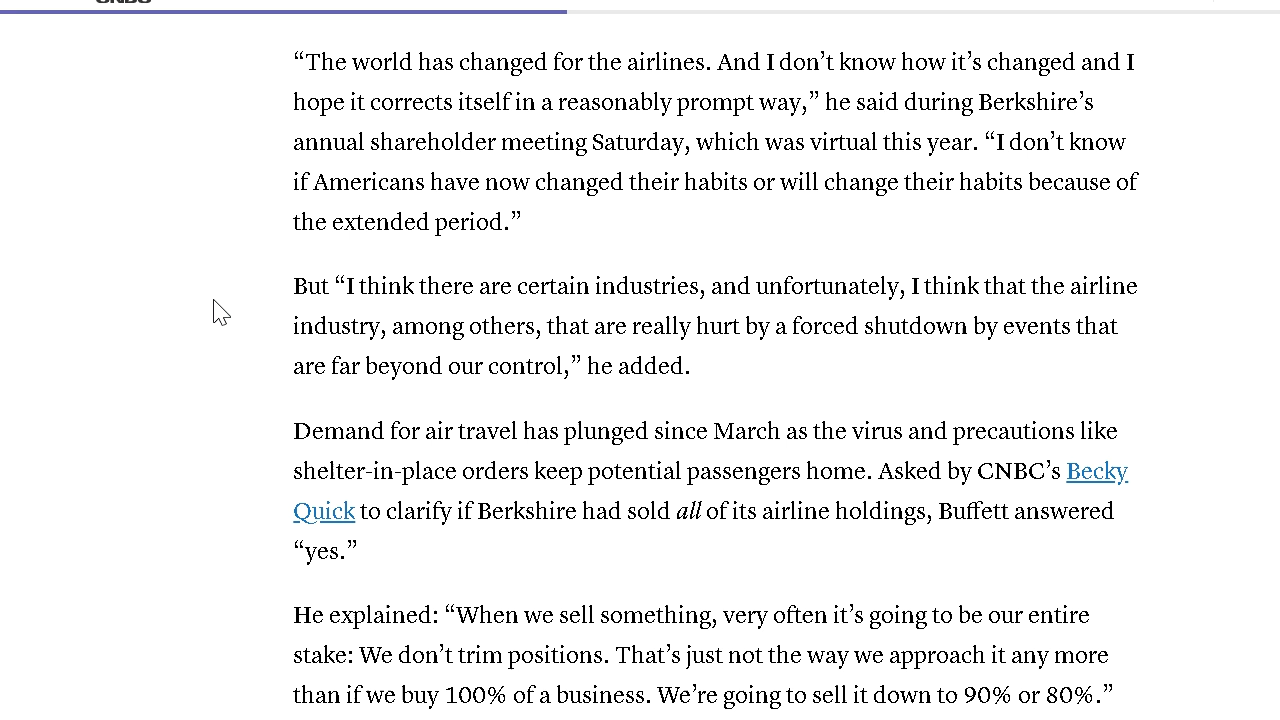 “The world has changed for the airlines. And I don’t know how it’s changed and I
hope it corrects itself in a reasonably prompt way,” he said during Berkshire’s
annual shareholder meeting Saturday, which was virtual this year. “I don’t know
if Americans have now changed their habits or will change their habits because of
the extended period.”
But “I think there are certain industries, and unfortunately, I think that the airline
industry, among others, that are really hurt by a forced shutdown by events that
are far beyond our control,” he added.
Demand for air travel has plunged since March as the virus and precautions like
shelter-in-place orders keep potential passengers home. Asked by CNBC’s Becky
Quick to clarify if Berkshire had sold all of its airline holdings, Buffett answered
“yes.”
He explained: “When we sell something, very often it’s going to be our entire
stake: We don’t trim positions. That’s just not the way we approach it any more
than if we buy 100% of a business. We’re going to sell it down to 90% or 80%.”